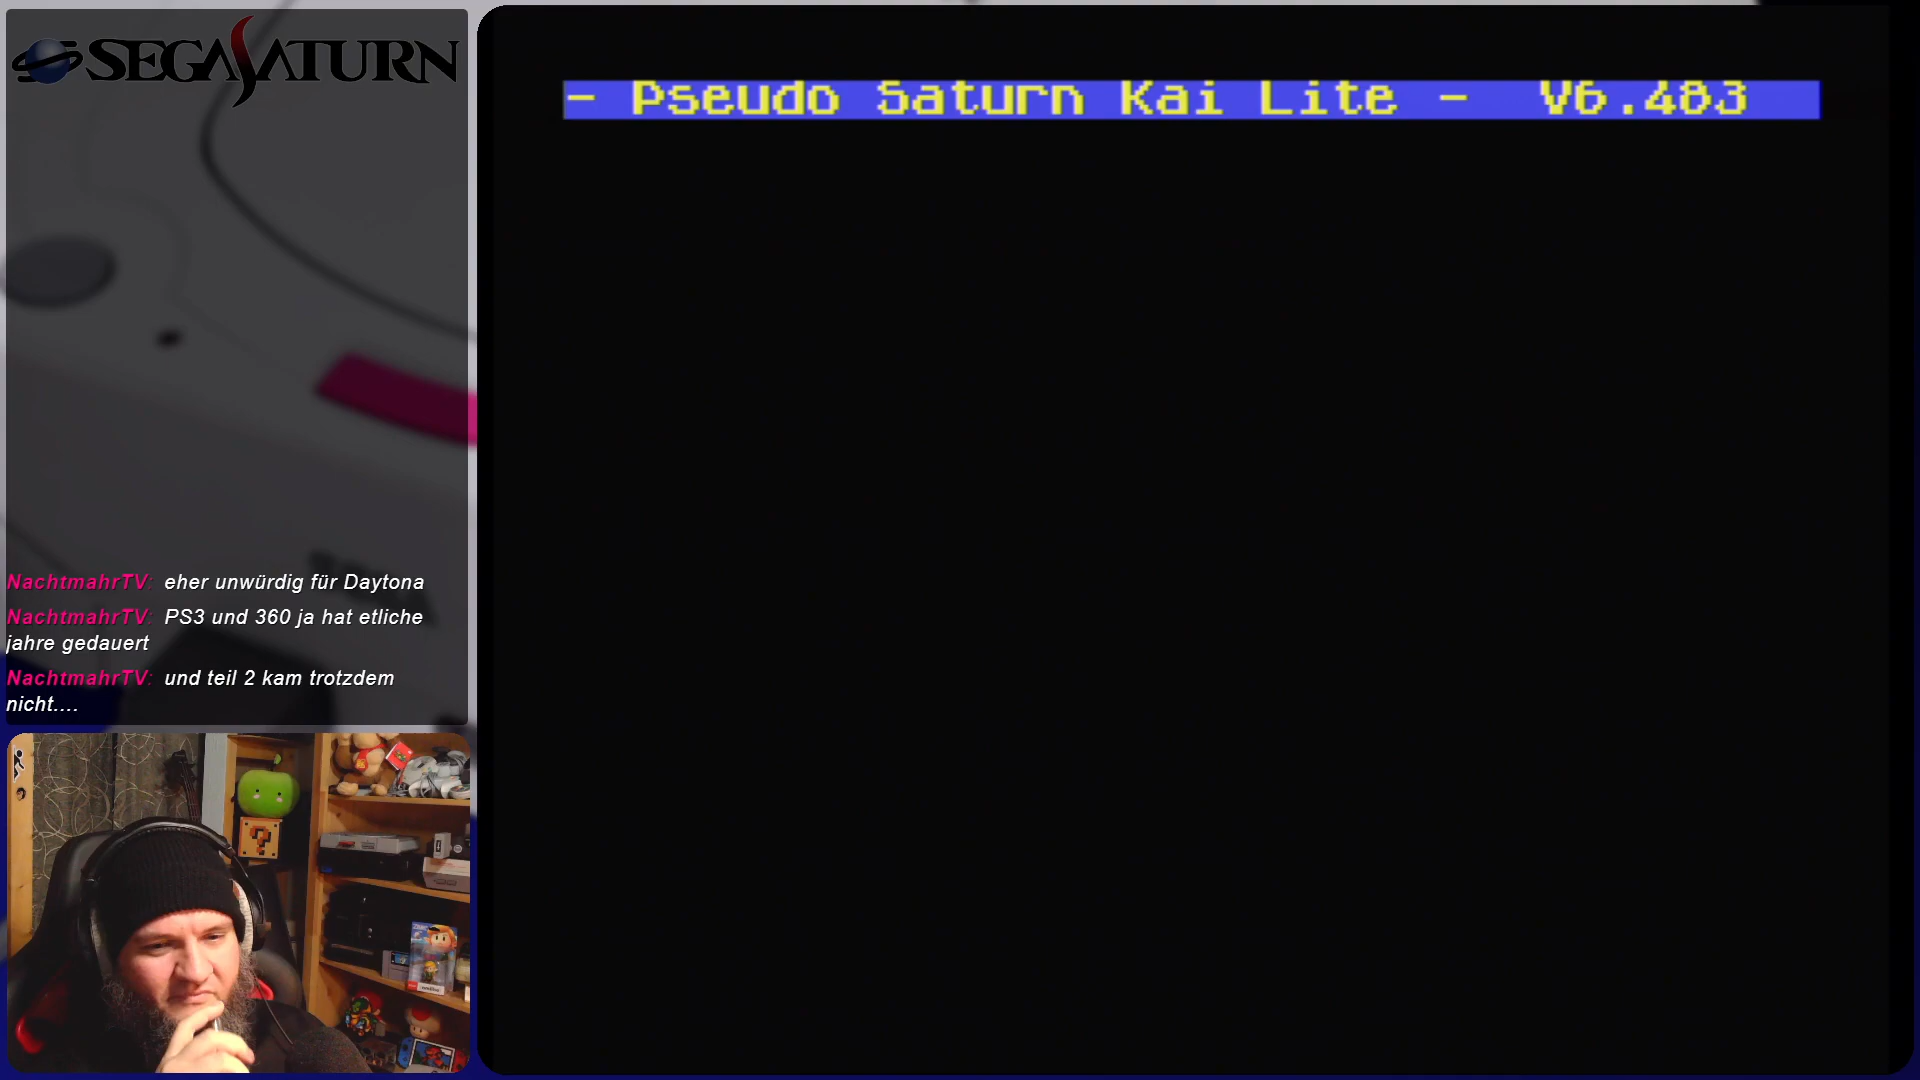 SEGA SATURN
- Pseudo Saturn Kai Lite - V6.483
NachtmahrTV: eher unwürdig für Daytona
NachtmahrTV: PS3 und 360 ja hat etliche
jahre gedauert
NachtmahrTV: und teil 2 kam trotzdem
nicht....
?